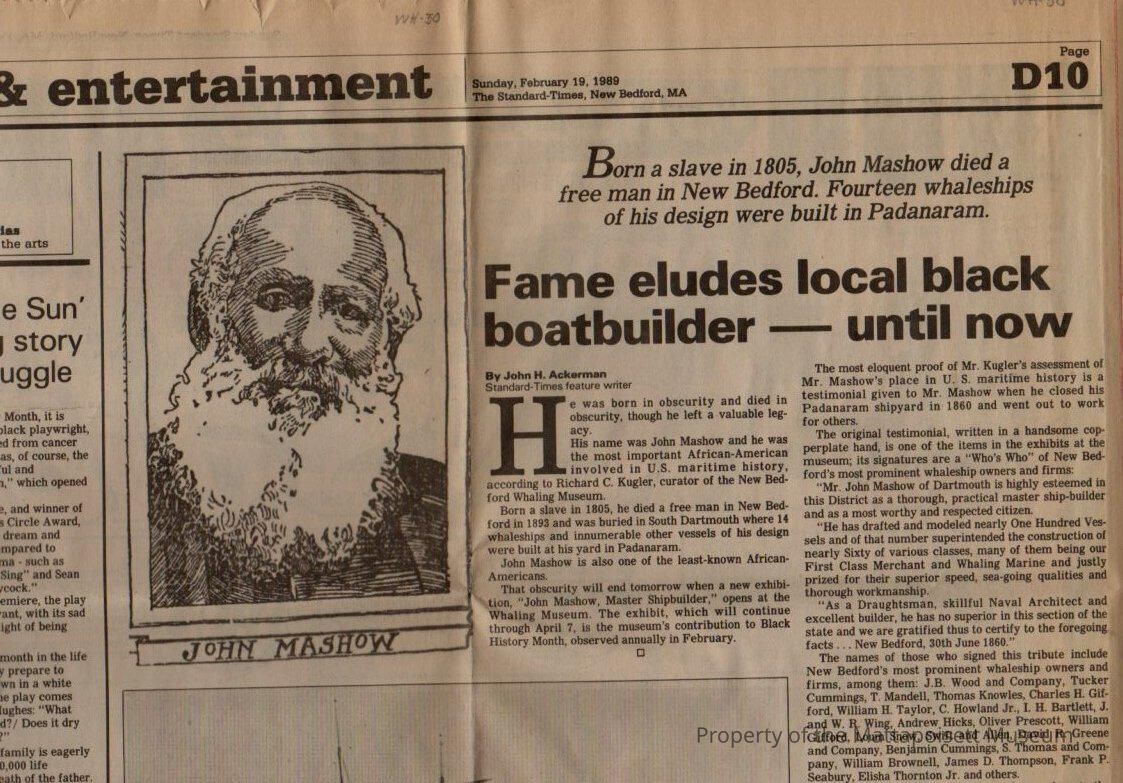 WH-30
& entertainment
Sunday, February 19, 1989
The Standard-Times, New Bedford, MA
Page
D10
the arts
e Sun’
story
uggle
Month, it is
black playwright,
ed from cancer
as, of course, the
ful and
n,” which opened
e, and winner of
s Circle Award,
dream and
mpared to
ma - such as
Sing” and Sean
ycock.”
emiere, the play
vant, with its sad
ight of being
month in the life
y prepare to
wn in a white
he play comes
ughes: “What
d?/ Does it dry
?”
family is eagerly
0,000 life
eath of the father.
JOHN MASHOW
Born a slave in 1805, John Mashow died a
free man in New Bedford. Fourteen whaleships
of his design were built in Padanaram.
Fame eludes local black
boatbuilder — until now
By John H. Ackerman
Standard-Times feature writer
He was born in obscurity and died in
obscurity, though he left a valuable leg-
acy.
His name was John Mashow and he was
the most important African-American
involved in U.S. maritime history,
according to Richard C. Kugler, curator of the New Bed-
ford Whaling Museum.
Born a slave in 1805, he died a free man in New Bed-
ford in 1893 and was buried in South Dartmouth where 14
whaleships and innumerable other vessels of his design
were built at his yard in Padanaram.
John Mashow is also one of the least-known African-
Americans.
That obscurity will end tomorrow when a new exhibi-
tion, “John Mashow, Master Shipbuilder,” opens at the
Whaling Museum. The exhibit, which will continue
through April 7, is the museum’s contribution to Black
History Month, observed annually in February.
The most eloquent proof of Mr. Kugler’s assessment of
Mr. Mashow’s place in U. S. maritime history is a
testimonial given to Mr. Mashow when he closed his
Padanaram shipyard in 1860 and went out to work
for others.
The original testimonial, written in a handsome cop-
perplate hand, is one of the items in the exhibits at the
museum; its signatures are a “Who’s Who” of New Bed-
ford’s most prominent whaleship owners and firms:
“Mr. John Mashow of Dartmouth is highly esteemed in
this District as a thorough, practical master ship-builder
and as a most worthy and respected citizen.
“He has drafted and modeled nearly One Hundred Ves-
sels and of that number superintended the construction of
nearly Sixty of various classes, many of them being our
First Class Merchant and Whaling Marine and justly
prized for their superior speed, sea-going qualities and
thorough workmanship.
“As a Draughtsman, skillful Naval Architect and
excellent builder, he has no superior in this section of the
state and we are gratified thus to certify to the foregoing
facts . . . New Bedford, 30th June 1860.”
The names of those who signed this tribute include
New Bedford’s most prominent whaleship owners and
firms, among them: J.B. Wood and Company, Tucker
Cummings, T. Mandell, Thomas Knowles, Charles H. Gif-
ford, William H. Taylor, C. Howland Jr., I. H. Bartlett, J.
and W. R. Wing, Andrew Hicks, Oliver Prescott, William
Gifford, Swift and Allen, David R. Greene
and Company, Benjamin Cummings, S. Thomas and Com-
pany, William Brownell, James D. Thompson, Frank P.
Seabury, Elisha Thornton Jr. and others.
Property of the Mattapoisett Museum